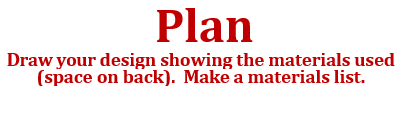 Plan
Draw your design showing the materials used
(space on back).  Make a materials list.